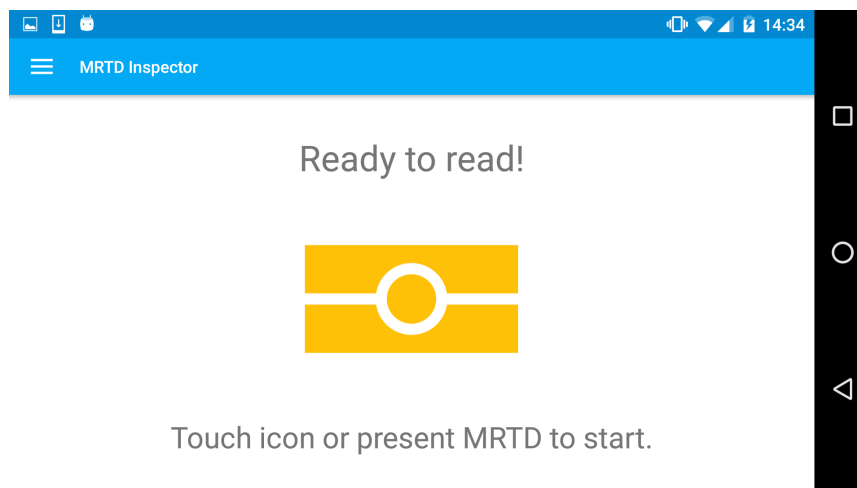 14:34
MRTD Inspector
Ready to read!
Touch icon or present MRTD to start.